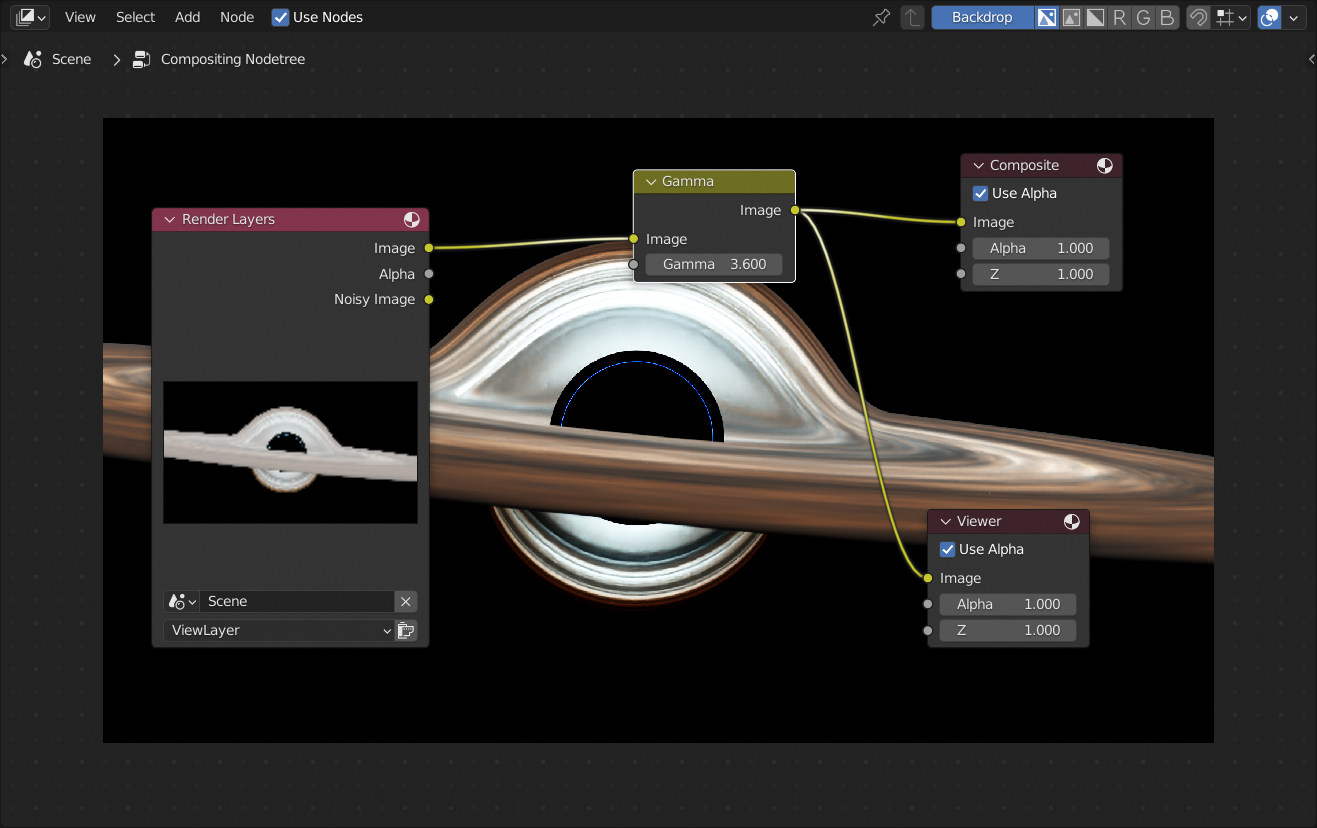 View Select Add Node Use Nodes Backdrop R G B
Scene Compositing Nodetree
Render Layers
Image
Alpha
Noisy Image
Scene
ViewLayer
Gamma
Image
Image
Gamma 3.600
Composite
Use Alpha
Image
Alpha 1.000
Z 1.000
Viewer
Use Alpha
Image
Alpha 1.000
Z 1.000